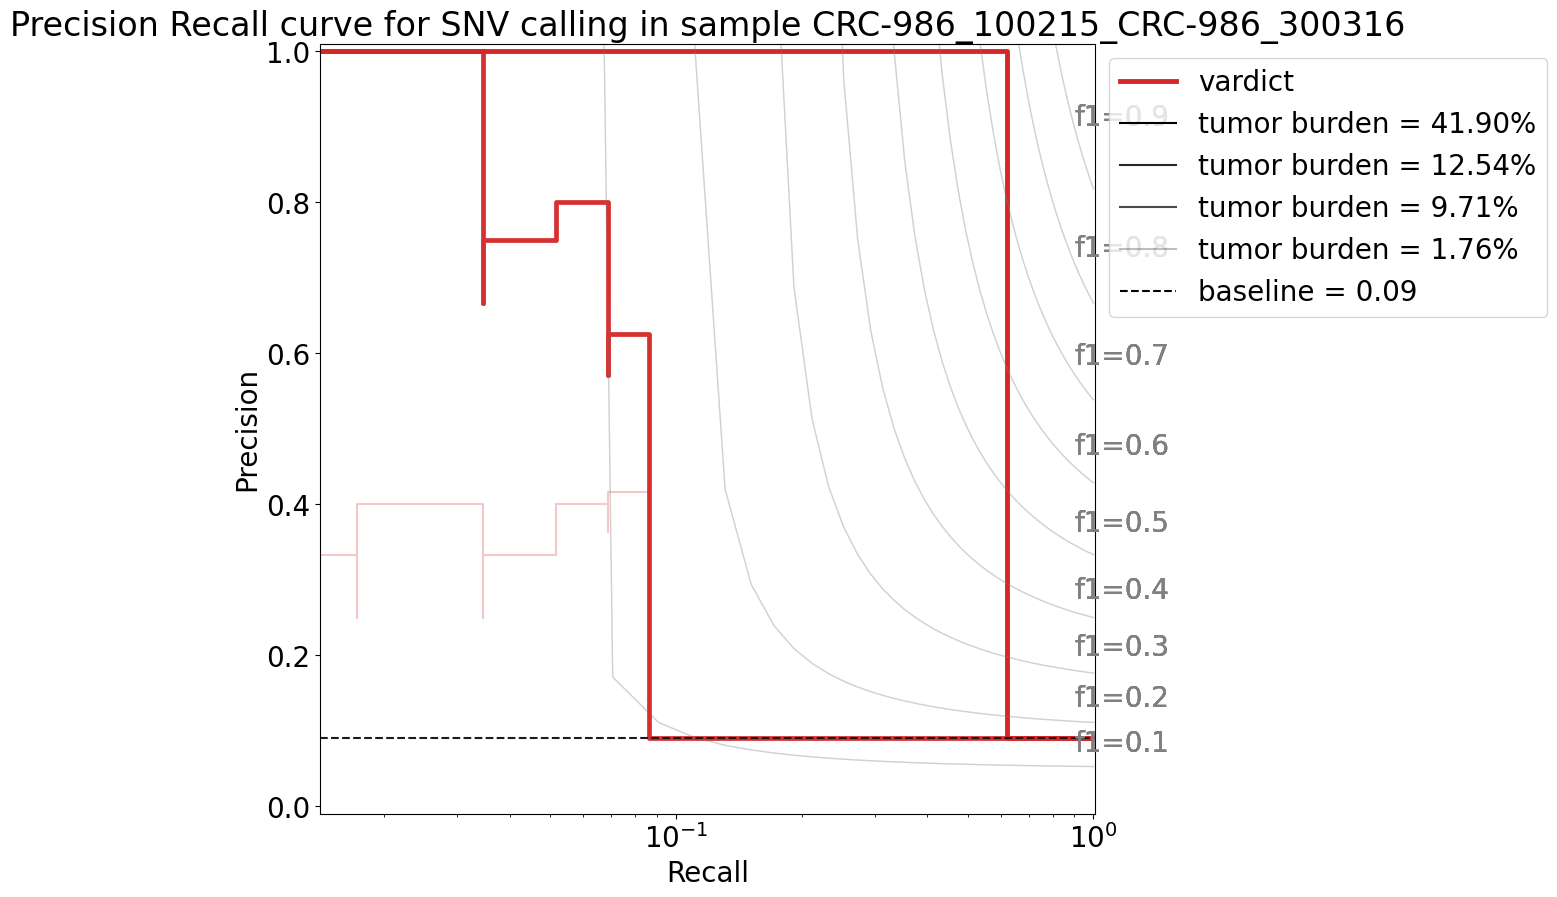 Precision Recall curve for SNV calling in sample CRC-986_100215_CRC-986_300316
vardict
tumor burden = 41.90%
tumor burden = 12.54%
tumor burden = 9.71%
tumor burden = 1.76%
baseline = 0.09
f1=0.9
f1=0.8
f1=0.7
f1=0.6
f1=0.5
f1=0.4
f1=0.3
f1=0.2
f1=0.1
Precision
1.0
0.8
0.6
0.4
0.2
0.0
10⁻¹
10⁰
Recall